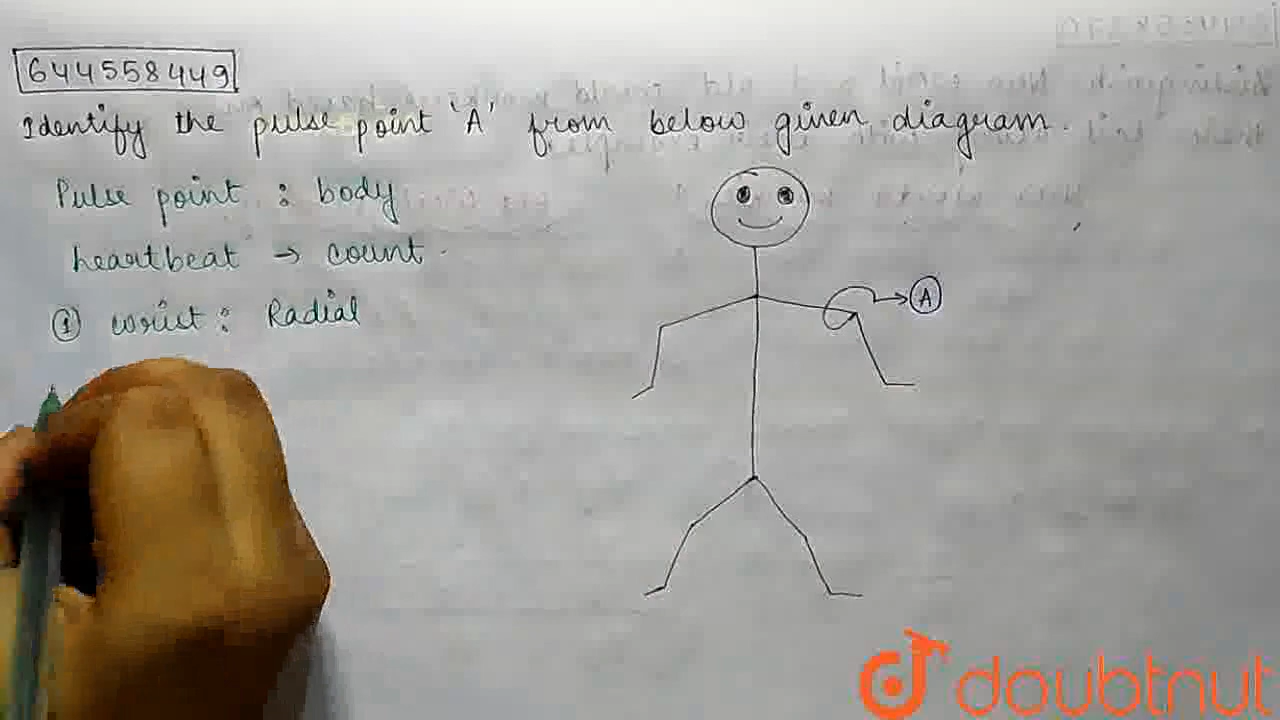 644558449
Identify the pulse point 'A' from below given diagram.
Pulse point : body
heartbeat → count
① wrist : Radial
A
doubtnut